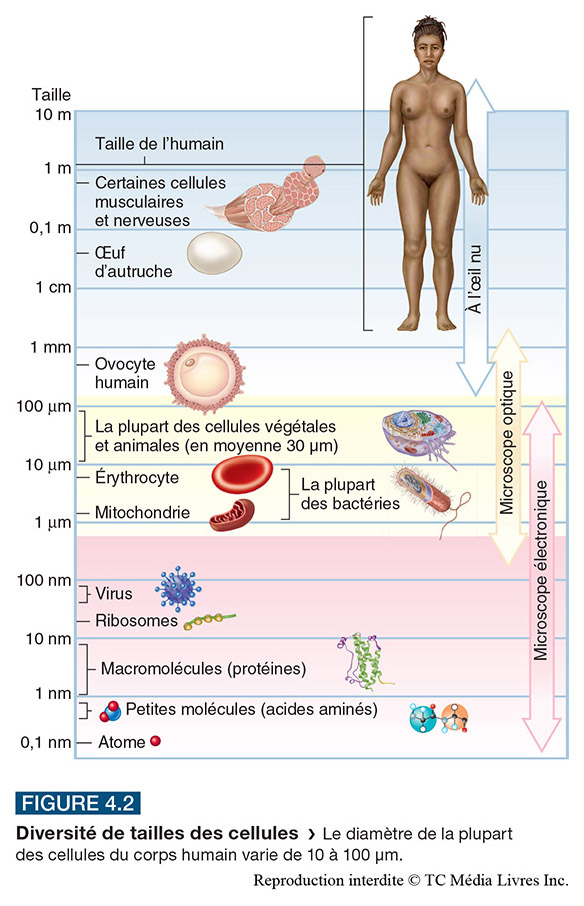 Taille
10 m
Taille de l'humain
1 m
Certaines cellules
musculaires
et nerveuses
0,1 m
Œuf
d'autruche
1 cm
À l'œil nu
1 mm
Ovocyte
humain
100 µm
La plupart des cellules végétales
et animales (en moyenne 30 µm)
Microscope optique
10 µm
Érythrocyte
La plupart
des bactéries
Mitochondrie
1 µm
Microscope électronique
100 nm
Virus
Ribosomes
10 nm
Macromolécules (protéines)
1 nm
Petites molécules (acides aminés)
0,1 nm
Atome
FIGURE 4.2
Diversité de tailles des cellules › Le diamètre de la plupart
des cellules du corps humain varie de 10 à 100 µm.
Reproduction interdite © TC Média Livres Inc.